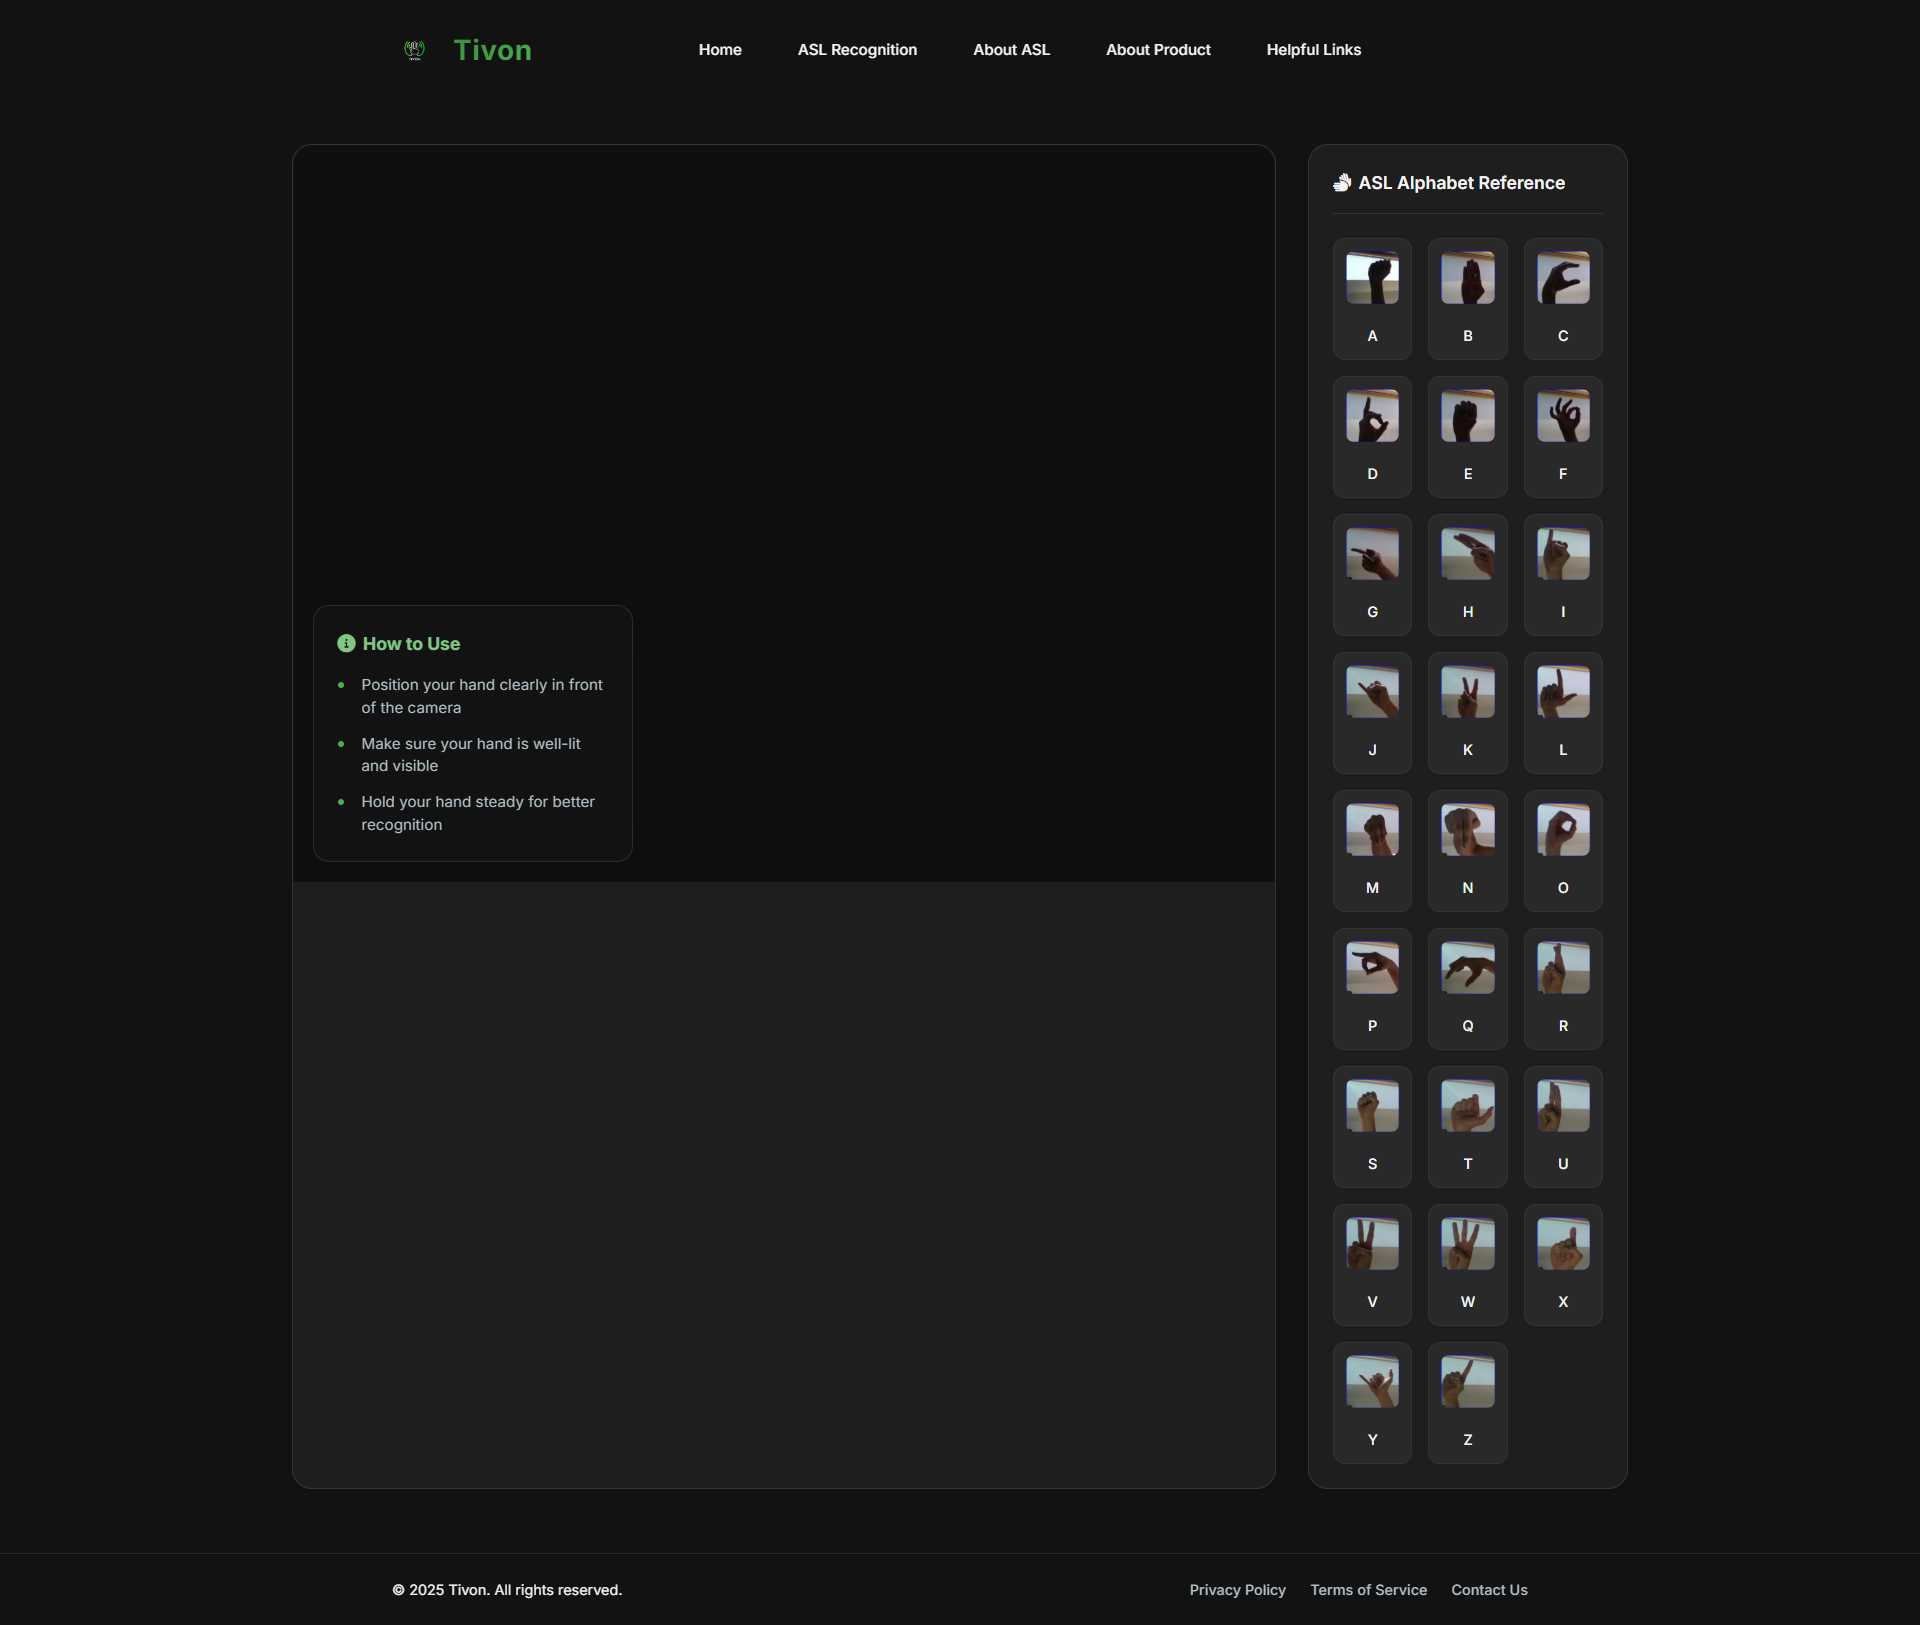 Tivon
Home
ASL Recognition
About ASL
About Product
Helpful Links
How to Use
Position your hand clearly in front
of the camera
Make sure your hand is well-lit
and visible
Hold your hand steady for better
recognition
ASL Alphabet Reference
A
B
C
D
E
F
G
H
I
J
K
L
M
N
O
P
Q
R
S
T
U
V
W
X
Y
Z
© 2025 Tivon. All rights reserved.
Privacy Policy
Terms of Service
Contact Us